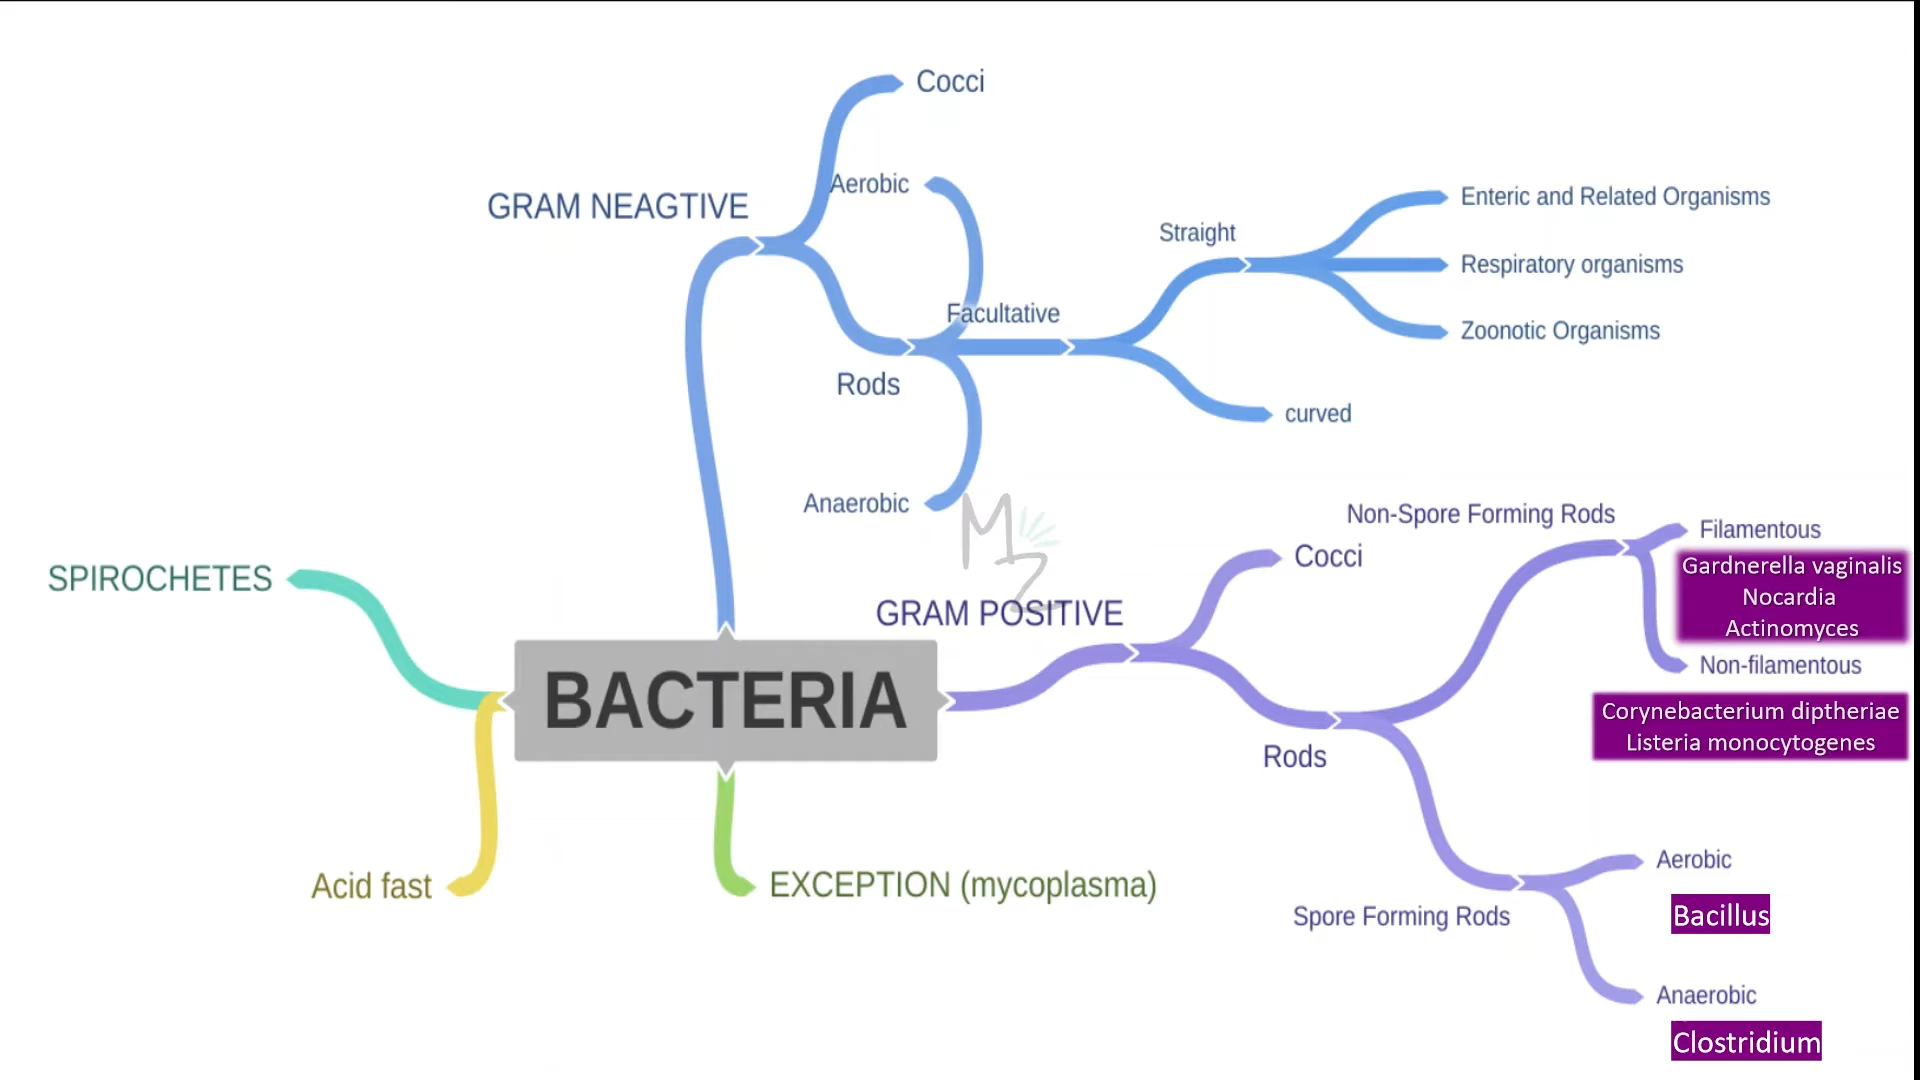 Cocci
Aerobic
GRAM NEAGTIVE
Enteric and Related Organisms
Straight
Respiratory organisms
Facultative
Zoonotic Organisms
Rods
curved
Anaerobic
MZ
Non-Spore Forming Rods
Filamentous
Cocci
Gardnerella vaginalis
Nocardia
Actinomyces
SPIROCHETES
GRAM POSITIVE
Non-filamentous
BACTERIA
Corynebacterium diptheriae
Listeria monocytogenes
Rods
Aerobic
Acid fast
EXCEPTION (mycoplasma)
Spore Forming Rods
Bacillus
Anaerobic
Clostridium